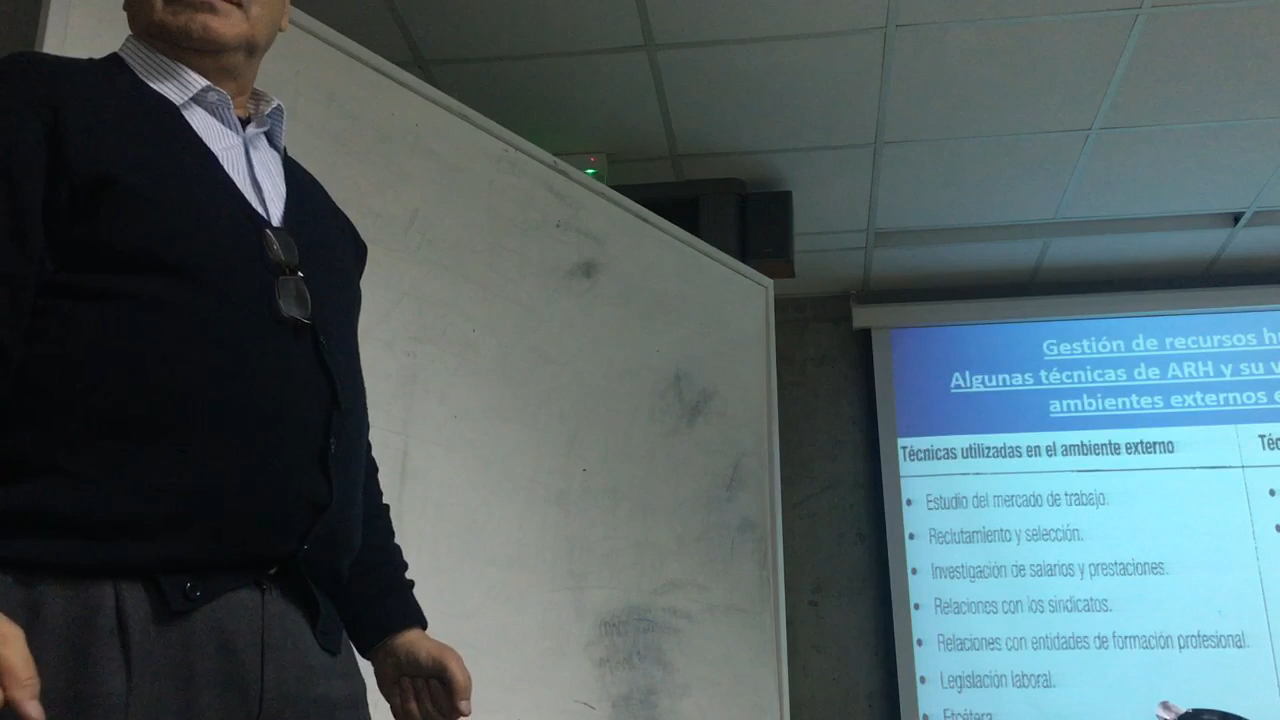 Gestión de recursos
Algunas técnicas de ARH y su
ambientes externos
Técnicas utilizadas en el ambiente externo
• Estudio del mercado de trabajo.
• Reclutamiento y selección.
• Investigación de salarios y prestaciones.
• Relaciones con los sindicatos.
• Relaciones con entidades de formación profesional.
• Legislación laboral.
• Etcétera